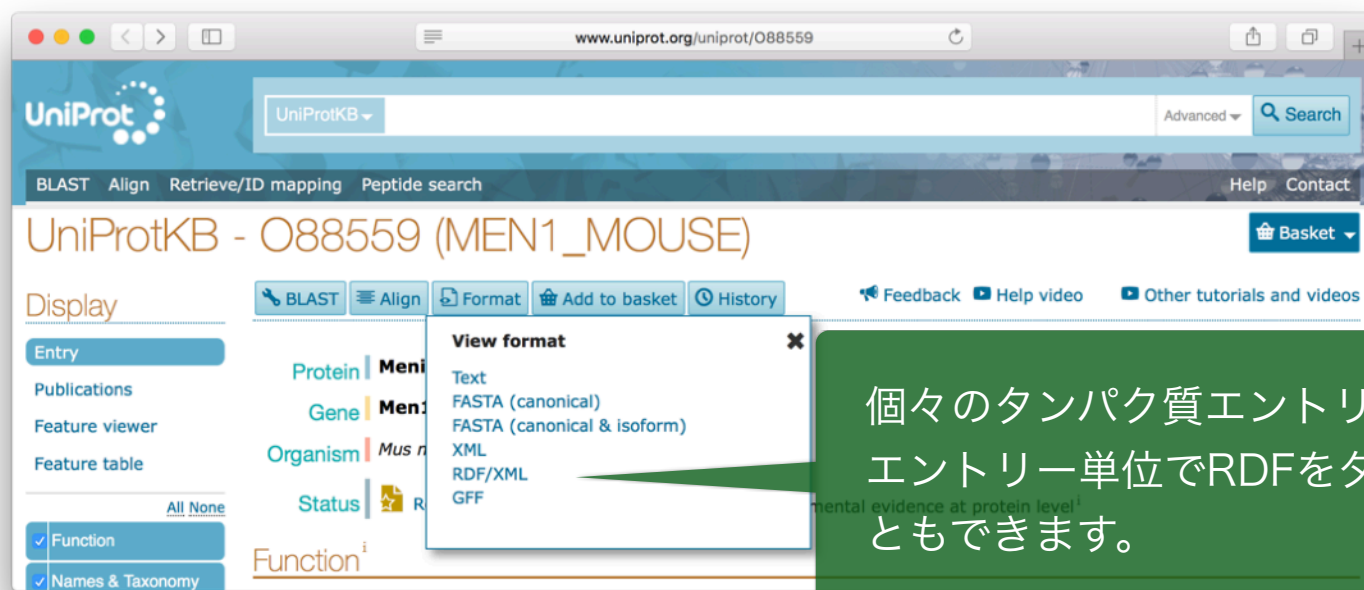 www.uniprot.org/uniprot/O88559
UniProt
UniProtKB
Advanced
Search
BLAST Align Retrieve/ID mapping Peptide search
Help Contact
UniProtKB - O88559 (MEN1_MOUSE)
Basket
Display
BLAST Align Format Add to basket History
Feedback Help video Other tutorials and videos
Entry
Publications
Feature viewer
Feature table
All None
Function
Names & Taxonomy
Protein Meni
Gene Men1
Organism Mus m
Status R
View format
Text
FASTA (canonical)
FASTA (canonical & isoform)
XML
RDF/XML
GFF
mental evidence at protein level i
Function i
個々のタンパク質エントリ
エントリー単位でRDFをダ
ともできます。